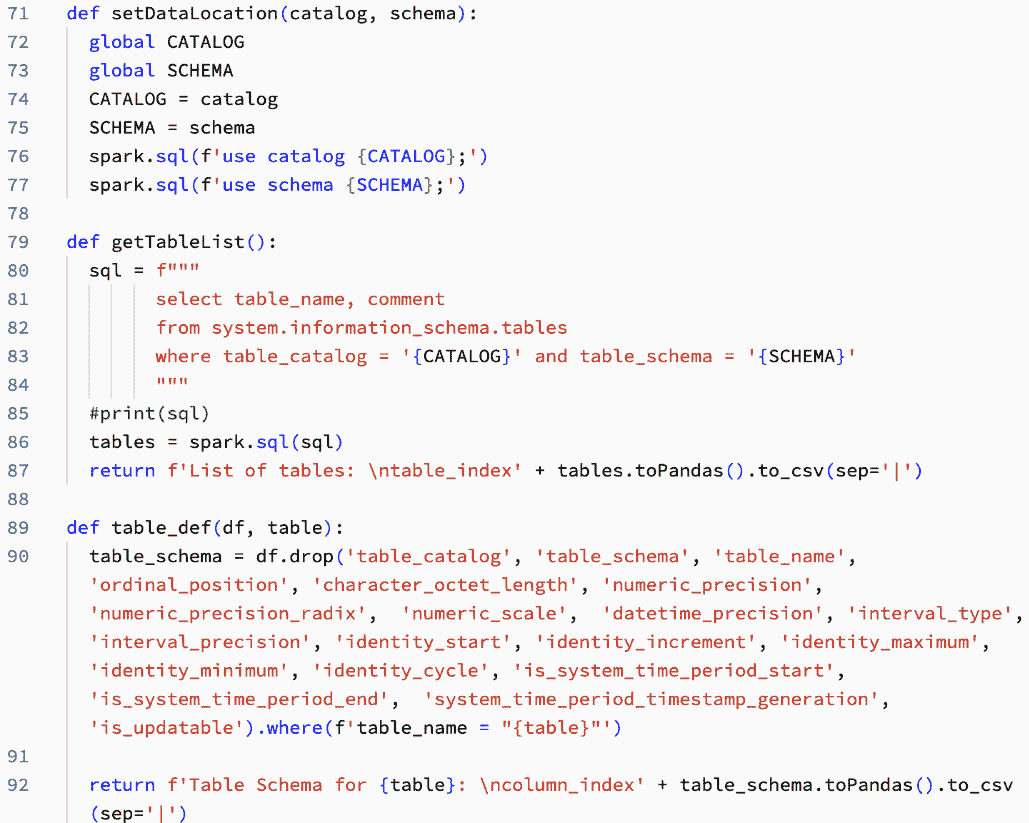 71 def setDataLocation(catalog, schema):
72 global CATALOG
73 global SCHEMA
74 CATALOG = catalog
75 SCHEMA = schema
76 spark.sql(f'use catalog {CATALOG};')
77 spark.sql(f'use schema {SCHEMA};')
78
79 def getTableList():
80 sql = f"""
81 select table_name, comment
82 from system.information_schema.tables
83 where table_catalog = '{CATALOG}' and table_schema = '{SCHEMA}'
84 """
85 #print(sql)
86 tables = spark.sql(sql)
87 return f'List of tables: \ntable_index' + tables.toPandas().to_csv(sep='|')
88
89 def table_def(df, table):
90 table_schema = df.drop('table_catalog', 'table_schema', 'table_name',
'ordinal_position', 'character_octet_length', 'numeric_precision',
'numeric_precision_radix', 'numeric_scale', 'datetime_precision', 'interval_type',
'interval_precision', 'identity_start', 'identity_increment', 'identity_maximum',
'identity_minimum', 'identity_cycle', 'is_system_time_period_start',
'is_system_time_period_end', 'system_time_period_timestamp_generation',
'is_updatable').where(f'table_name = "{table}"')
91
92 return f'Table Schema for {table}: \ncolumn_index' + table_schema.toPandas().to_csv
(sep='|')